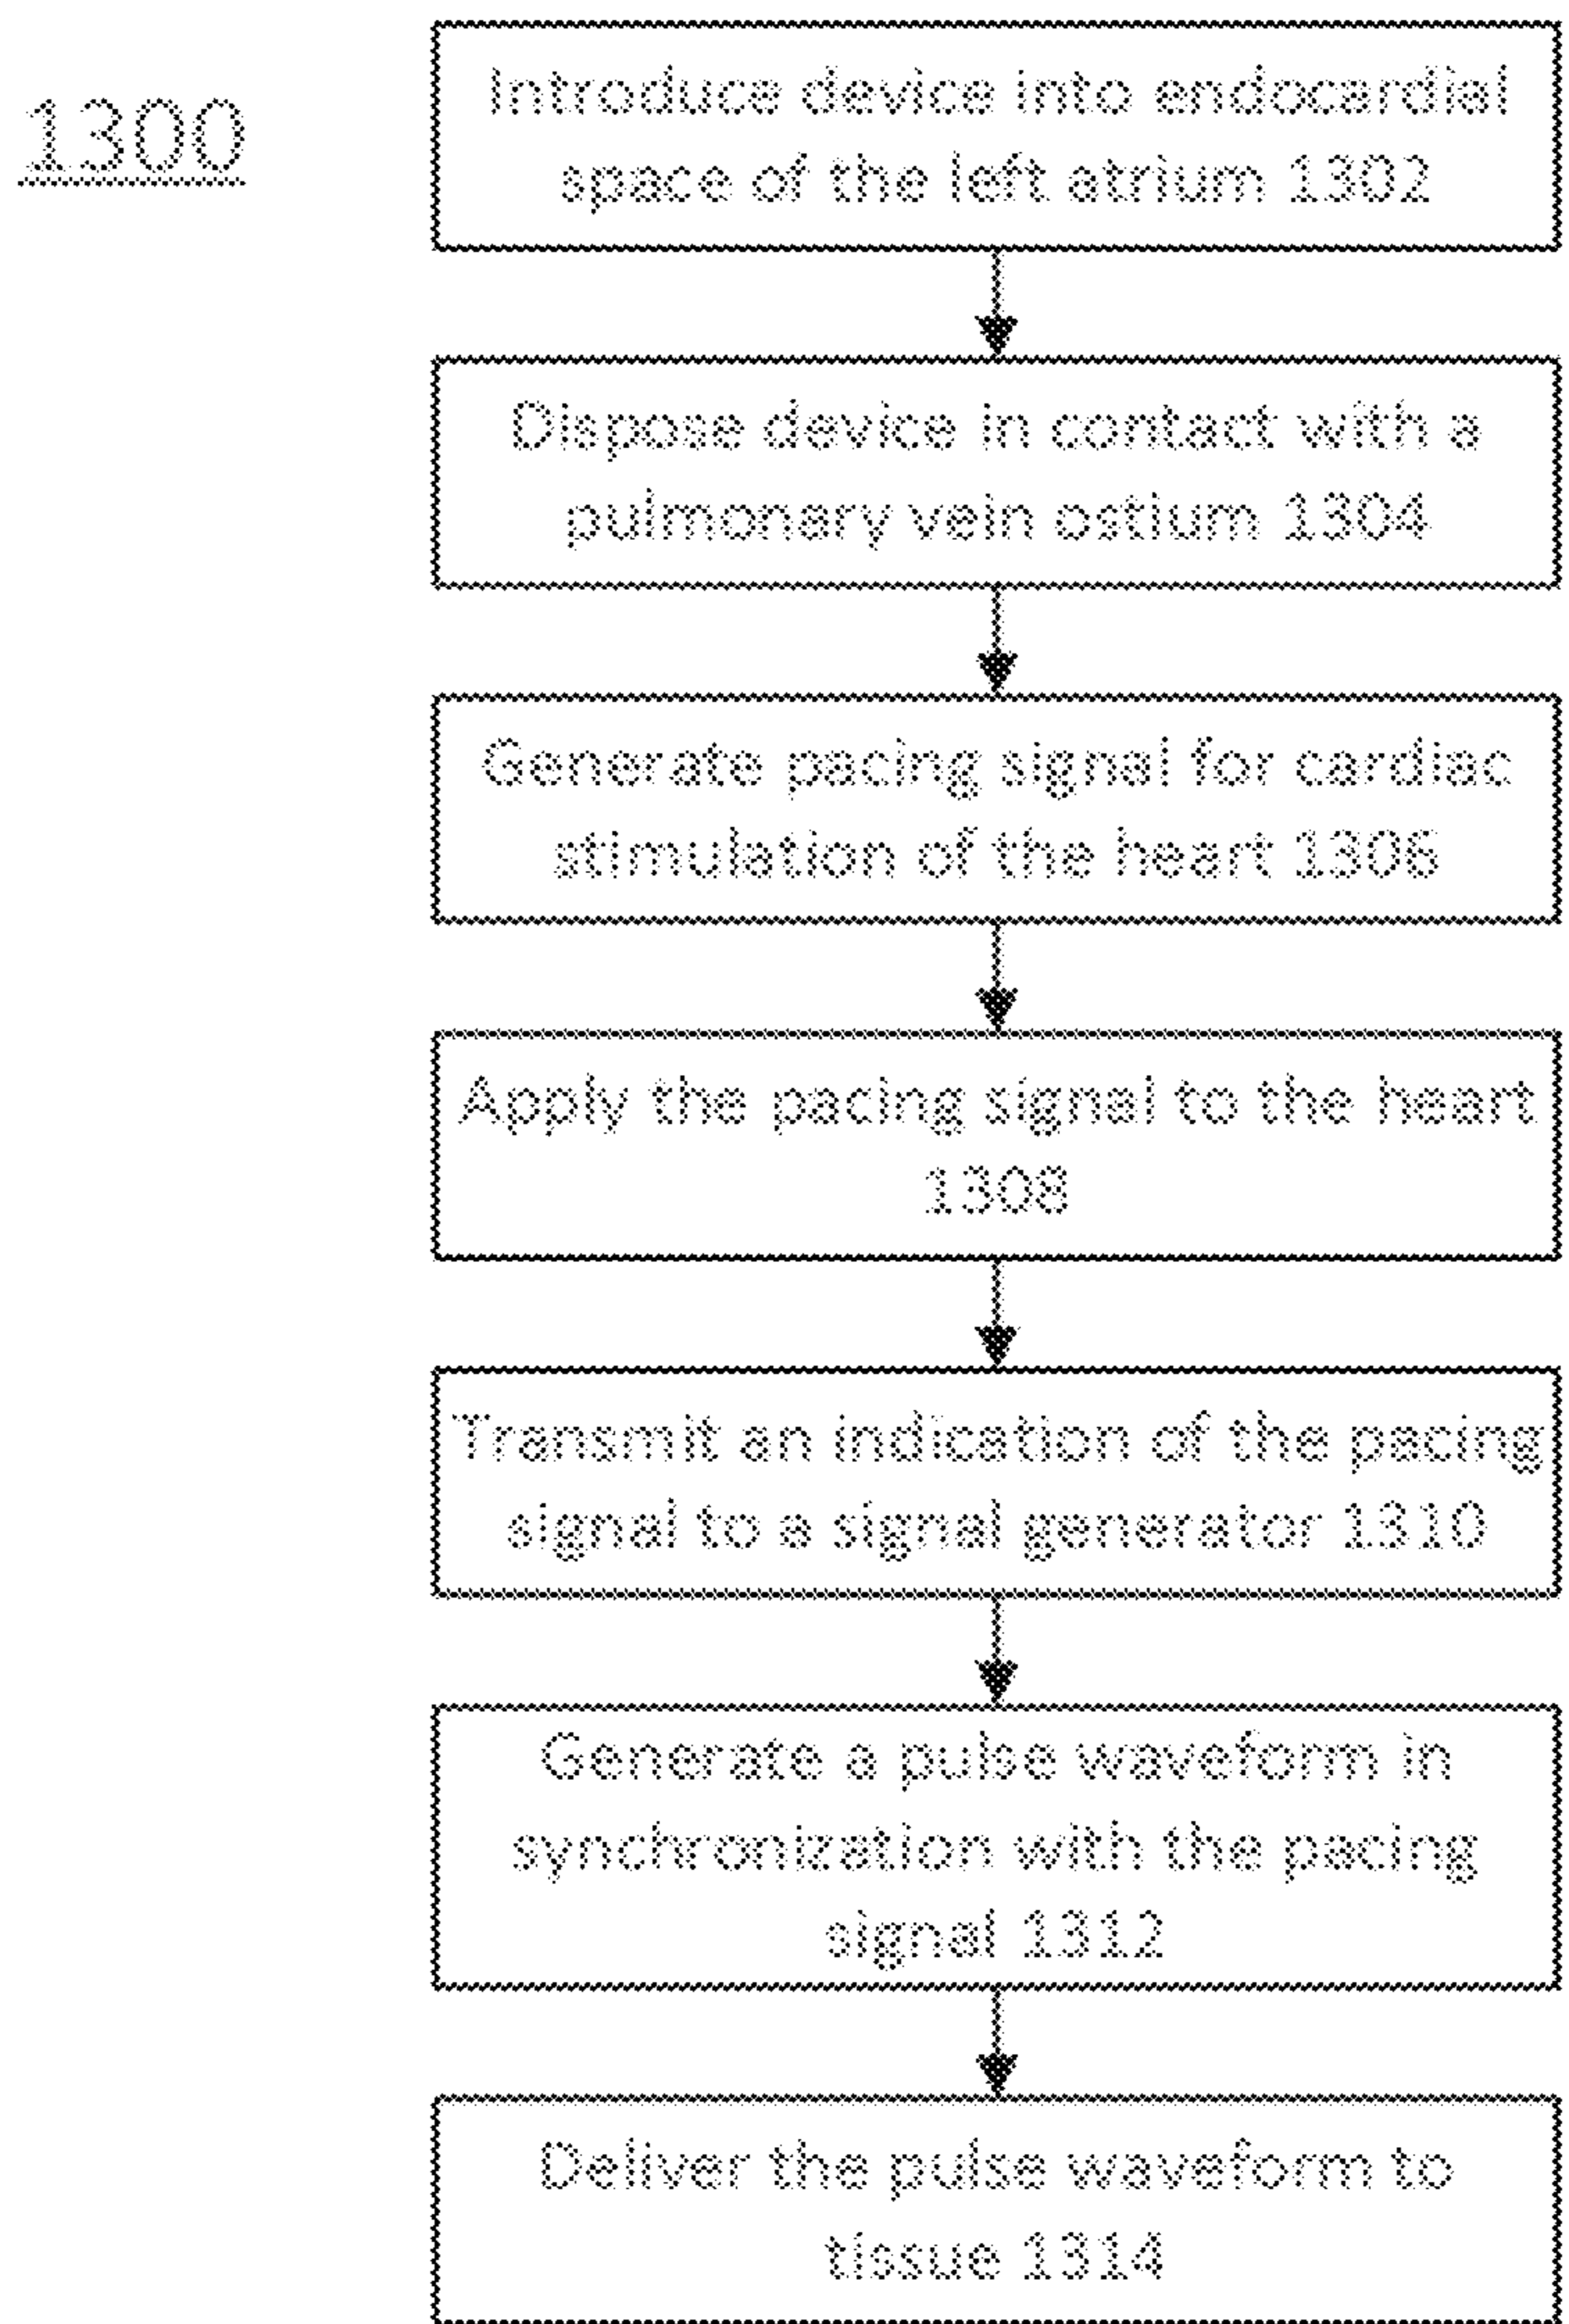 1300
Introduce device into endocardial
space of the left atrium 1302
Dispose device in contact with a
pulmonary vein ostium 1304
Generate pacing signal for cardiac
stimulation of the heart 1306
Apply the pacing signal to the heart
1308
Transmit an indication of the pacing
signal to a signal generator 1310
Generate a pulse waveform in
synchronization with the pacing
signal 1312
Deliver the pulse waveform to
tissue 1314